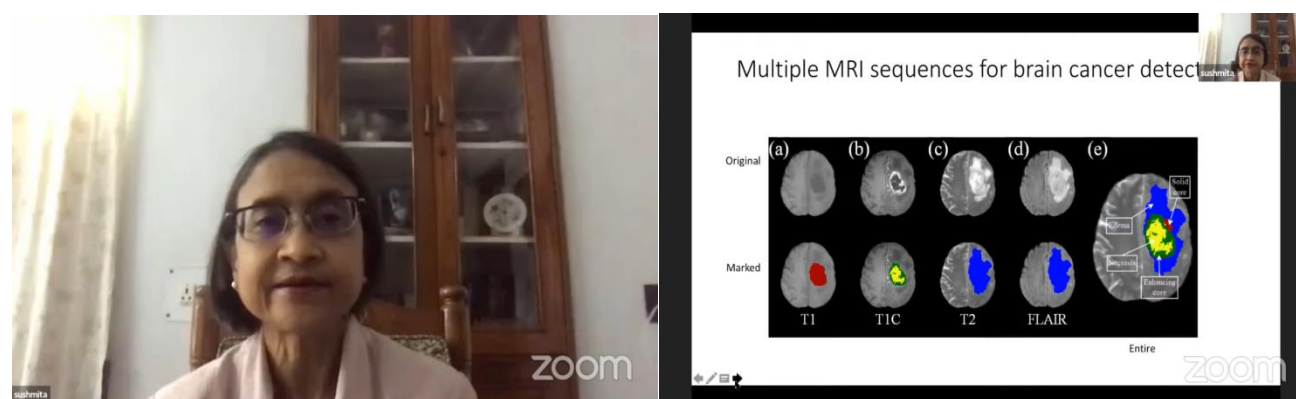 zoom
sushmita
Multiple MRI sequences for brain cancer detect
sushmita
Original
(a)
(b)
(c)
(d)
(e)
Solid
core
Edema
Necrosis
Enhancing
core
Marked
T1
T1C
T2
FLAIR
Entire
zoom